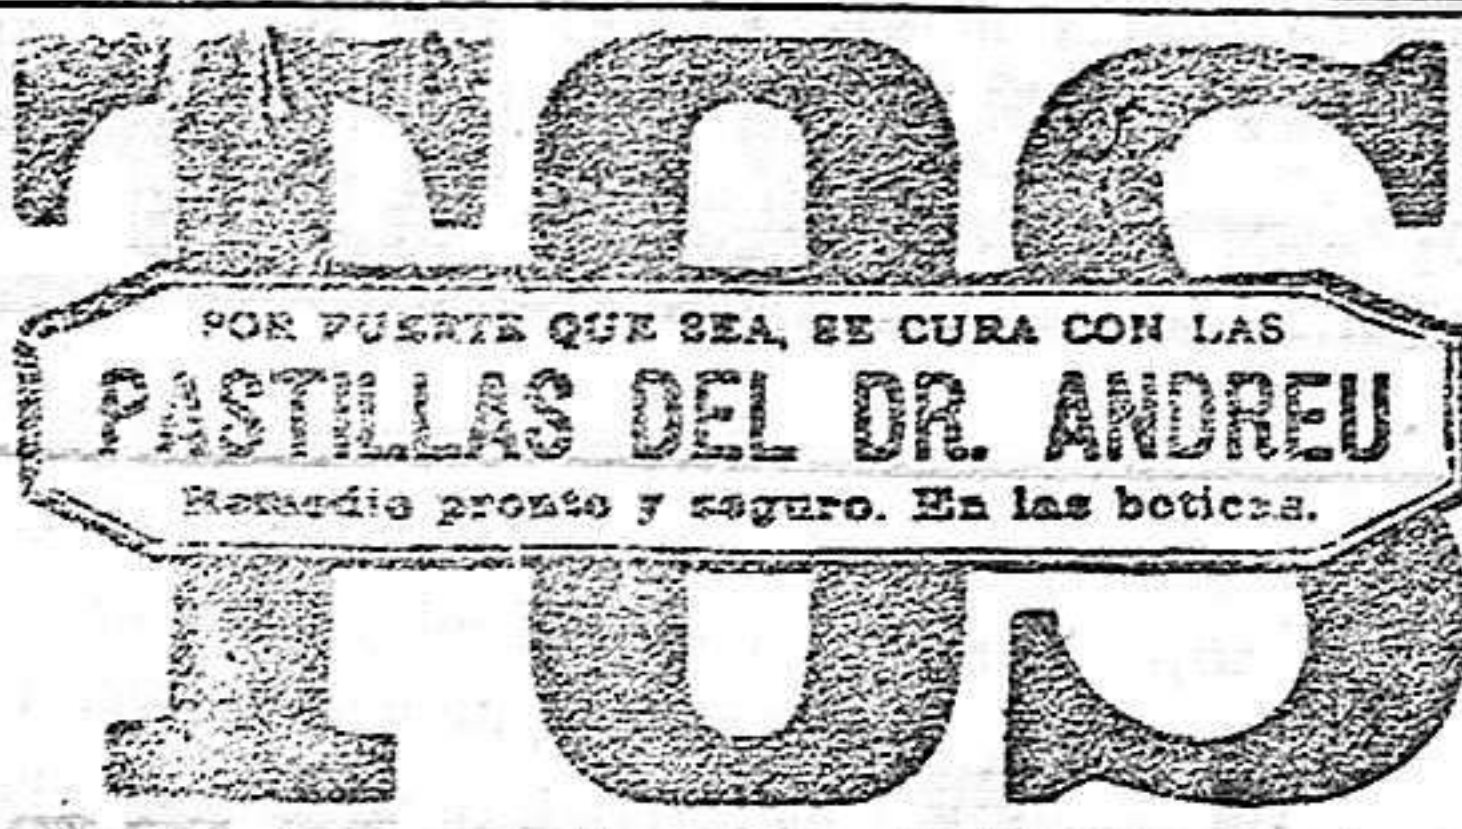 TOS
POR FUERTE QUE SEA, SE CURA CON LAS
PASTILLAS DEL DR. ANDREU
Remedio pronto y seguro. En las boticas.